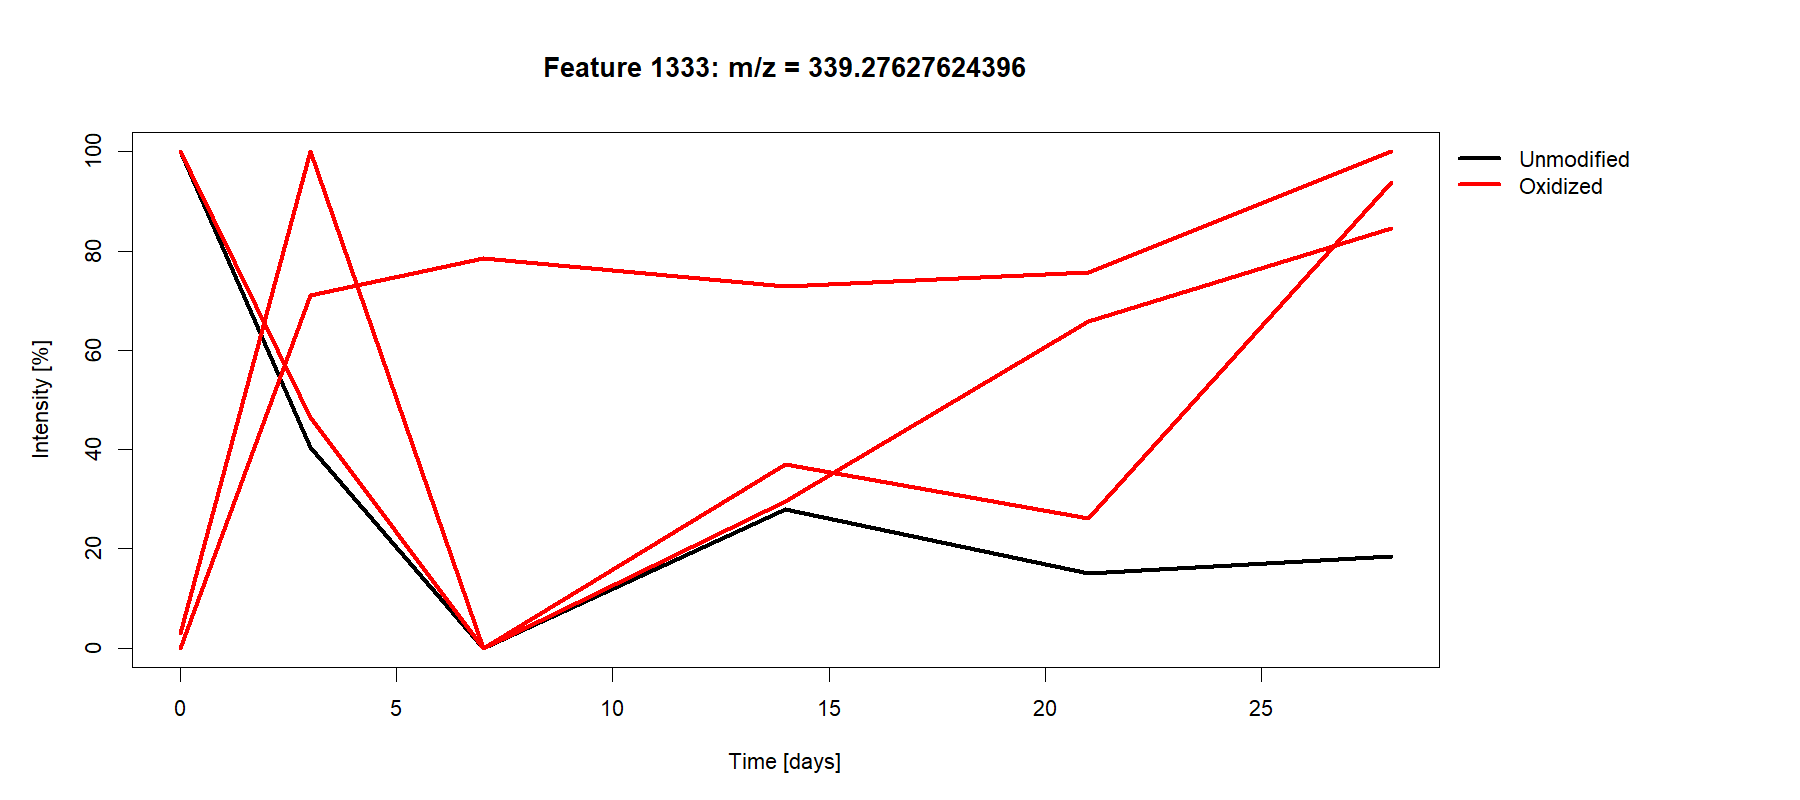 Feature 1333: m/z = 339.27627624396
Unmodified
Oxidized
Intensity [%]
100
80
60
40
20
0
0 5 10 15 20 25
Time [days]